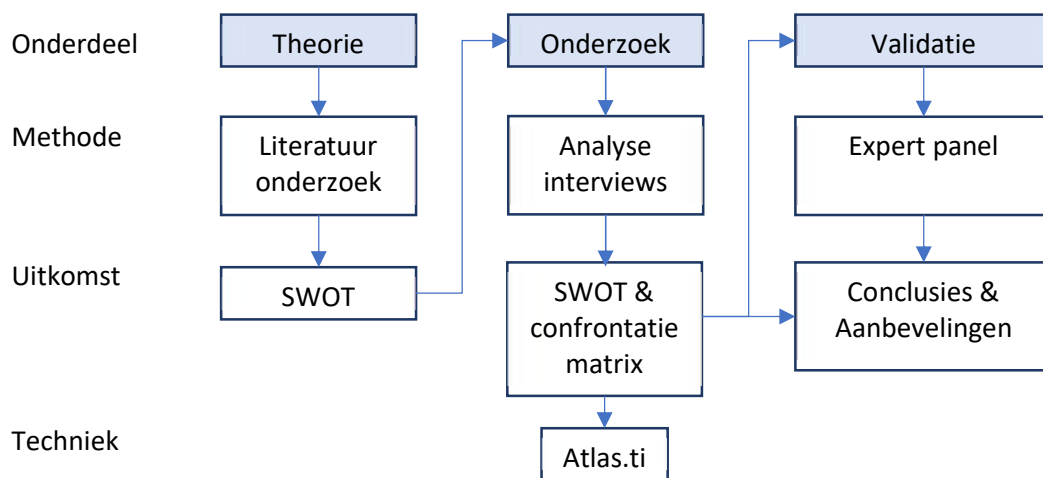 Onderdeel
Theorie
Onderzoek
Validatie
Methode
Literatuur
onderzoek
Analyse
interviews
Expert panel
Uitkomst
SWOT
SWOT &
confrontatie
matrix
Conclusies &
Aanbevelingen
Techniek
Atlas.ti